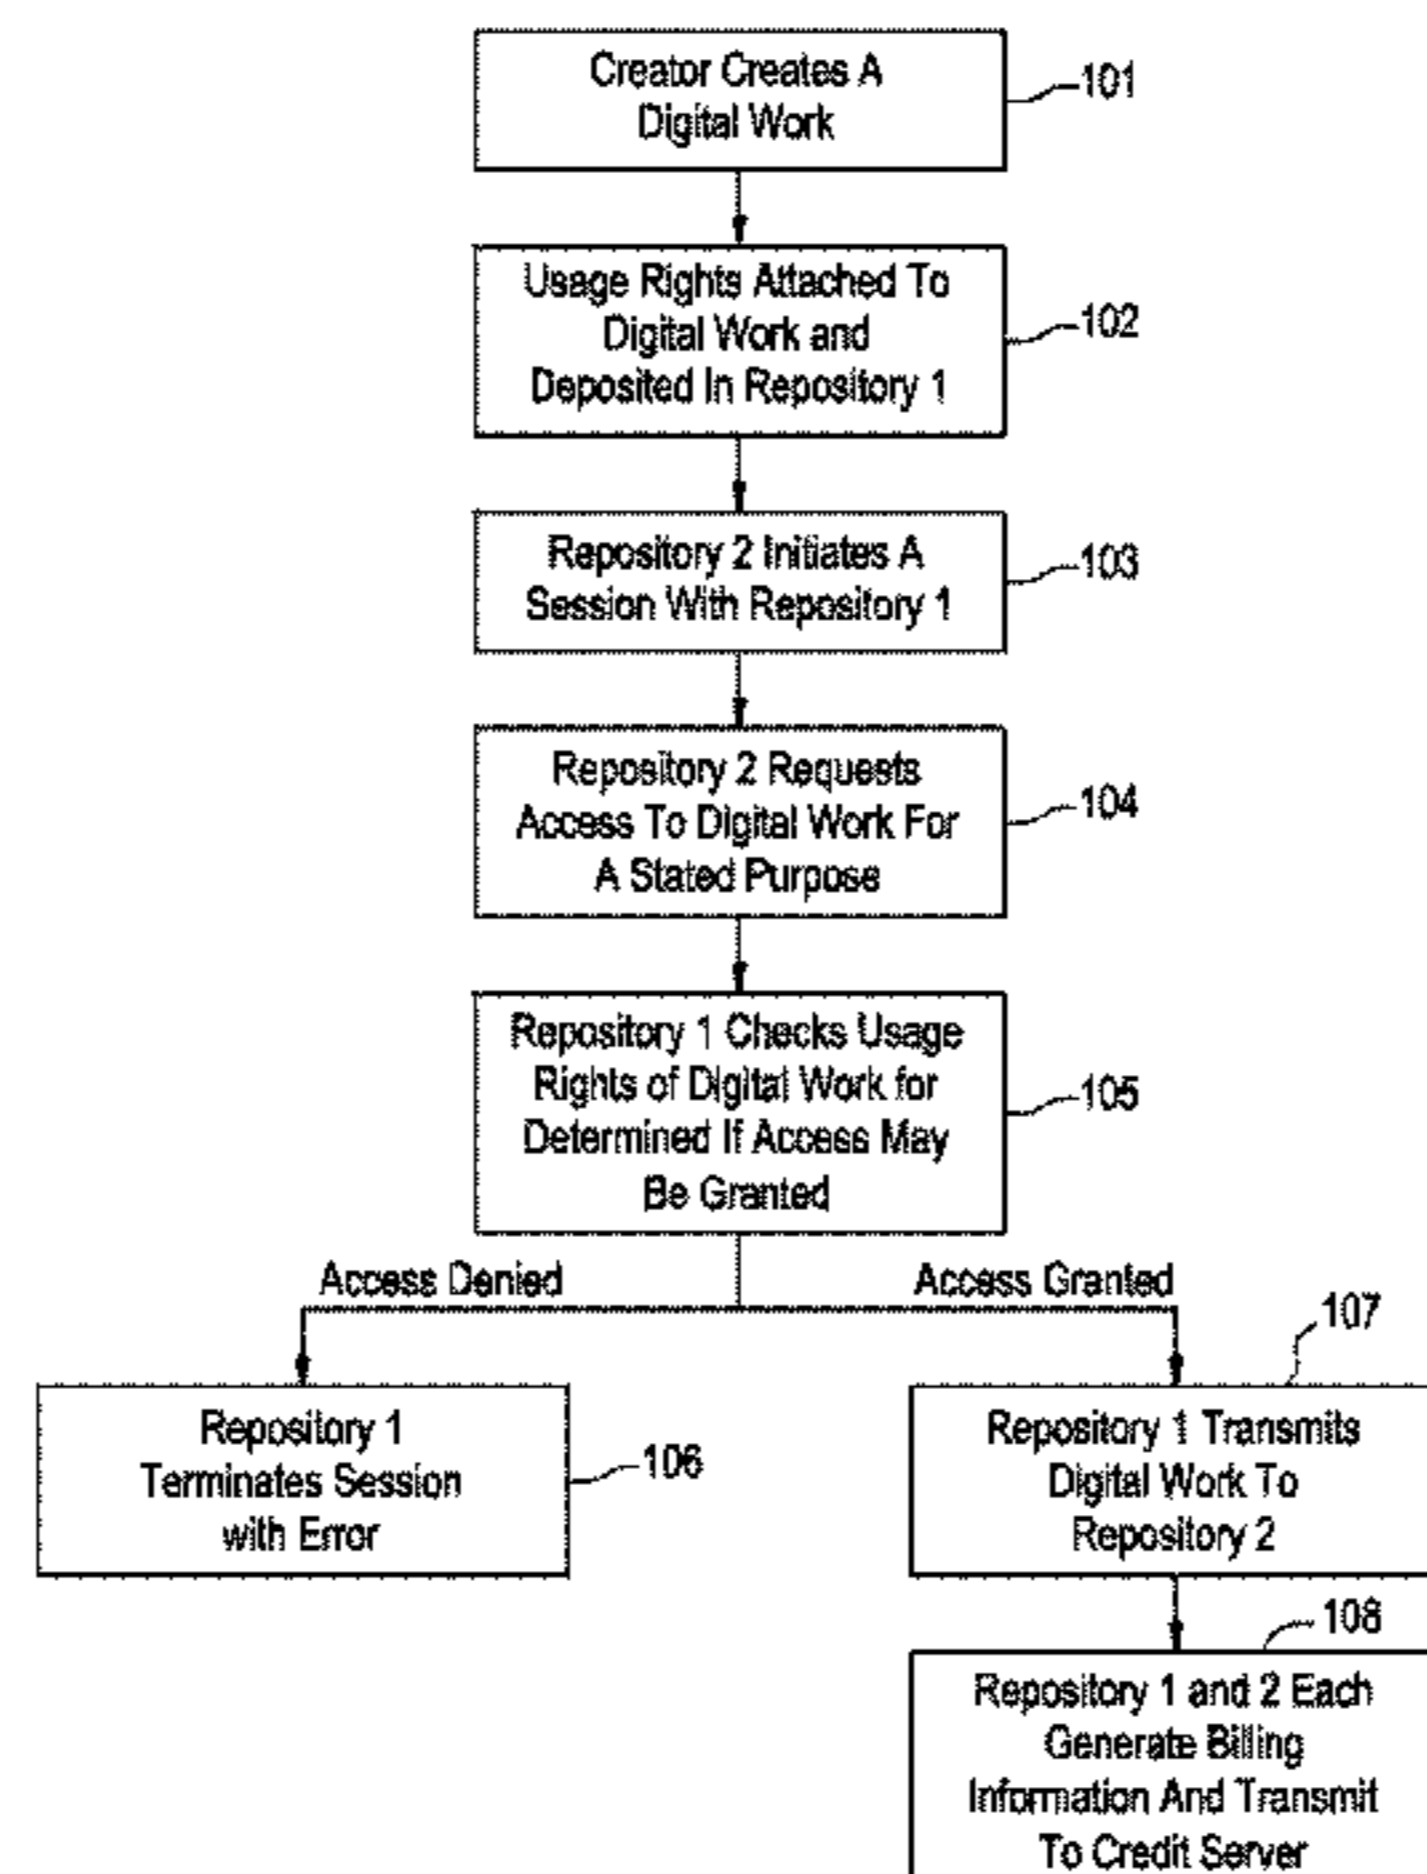 Creator Creates A
Digital Work
101
Usage Rights Attached To
Digital Work and
Deposited In Repository 1
102
Repository 2 Initiates A
Session With Repository 1
103
Repository 2 Requests
Access To Digital Work For
A Stated Purpose
104
Repository 1 Checks Usage
Rights of Digital Work for
Determined If Access May
Be Granted
105
Access Denied
Access Granted
Repository 1
Terminates Session
with Error
106
107
Repository 1 Transmits
Digital Work To
Repository 2
108
Repository 1 and 2 Each
Generate Billing
Information And Transmit
To Credit Server